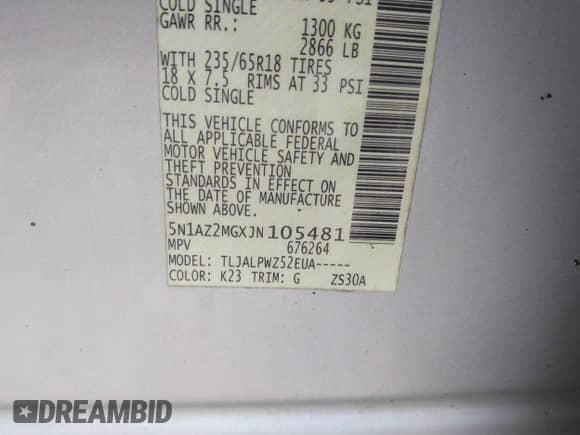 COLD SINGLE
GAWR RR.: 1300 KG
2866 LB
WITH 235/65R18 TIRES
18 X 7.5 RIMS AT 33 PSI
COLD SINGLE
THIS VEHICLE CONFORMS TO
ALL APPLICABLE FEDERAL
MOTOR VEHICLE SAFETY AND
THEFT PREVENTION
STANDARDS IN EFFECT ON
THE DATE OF MANUFACTURE
SHOWN ABOVE.
5N1AZ2MGXJN105481
MPV 676264
MODEL: TLJALPWZ52EUA-----
COLOR: K23 TRIM: G ZS30A
DREAMBID